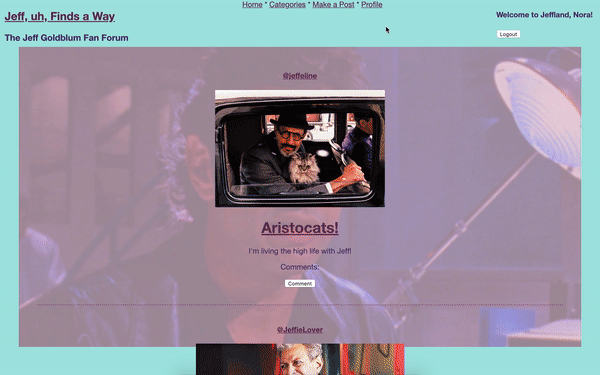 Home * Categories * Make a Post * Profile
Jeff, uh, Finds a Way
Welcome to Jeffland, Nora!
Logout
The Jeff Goldblum Fan Forum
@jeffeline
Aristocats!
I'm living the high life with Jeff!
Comments:
Comment
@JeffieLover